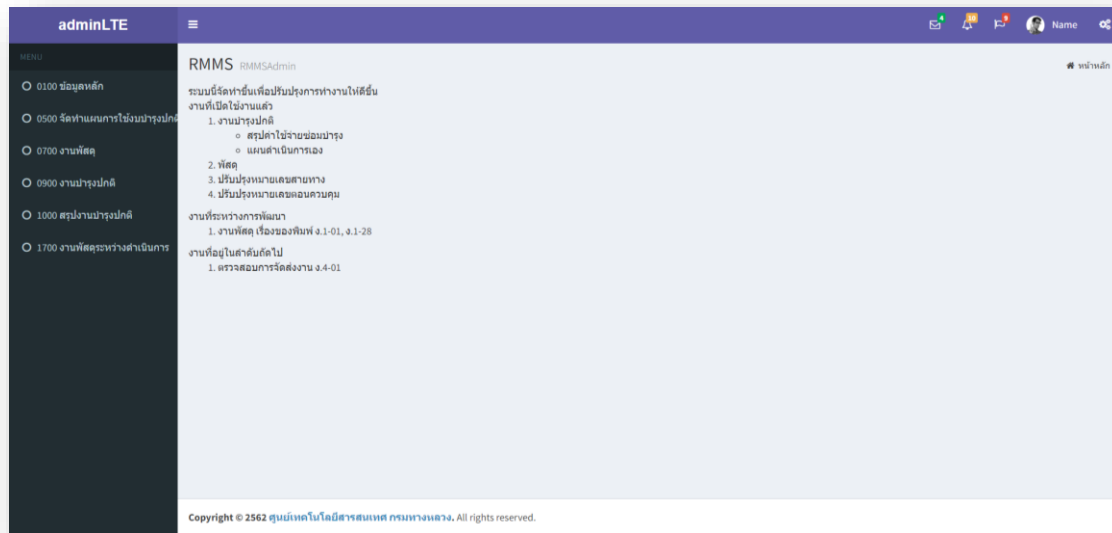 adminLTE
4
10
9
Name
MENU
0100 ข้อมูลหลัก
0500 จัดทำแผนการใช้งบบำรุงปกติ
0700 งานพัสดุ
0900 งานบำรุงปกติ
1000 สรุปงานบำรุงปกติ
1700 งานพัสดุระหว่างดำเนินการ
RMMS RMMSAdmin
หน้าหลัก
ระบบนี้จัดทำขึ้นเพื่อปรับปรุงการทำงานให้ดีขึ้น
งานที่เปิดใช้งานแล้ว
1. งานบำรุงปกติ
สรุปค่าใช้จ่ายซ่อมบำรุง
แผนดำเนินการเอง
2. พัสดุ
3. ปรับปรุงหมายเลขสายทาง
4. ปรับปรุงหมายเลขตอนควบคุม
งานที่ระหว่างการพัฒนา
1. งานพัสดุ เรื่องของพิมพ์ ง.1-01, ง.1-28
งานที่อยู่ในลำดับถัดไป
1. ตรวจสอบการจัดส่งงาน ง.4-01
Copyright © 2562 ศูนย์เทคโนโลยีสารสนเทศ กรมทางหลวง. All rights reserved.